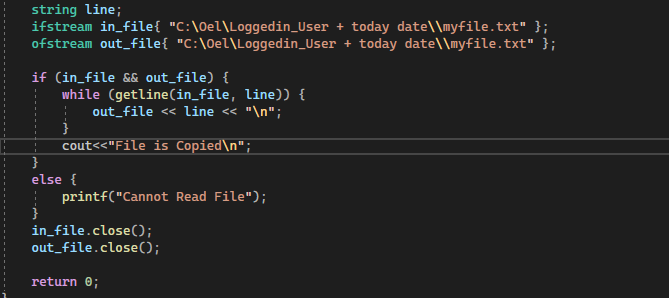 string line;
ifstream in_file{ "C:\Oel\Loggedin_User + today date\\myfile.txt" };
ofstream out_file{ "C:\Oel\Loggedin_User + today date\\myfile.txt" };
if (in_file && out_file) {
while (getline(in_file, line)) {
out_file << line << "\n";
}
cout<<"File is Copied\n";
}
else {
printf("Cannot Read File");
}
in_file.close();
out_file.close();
return 0;
}